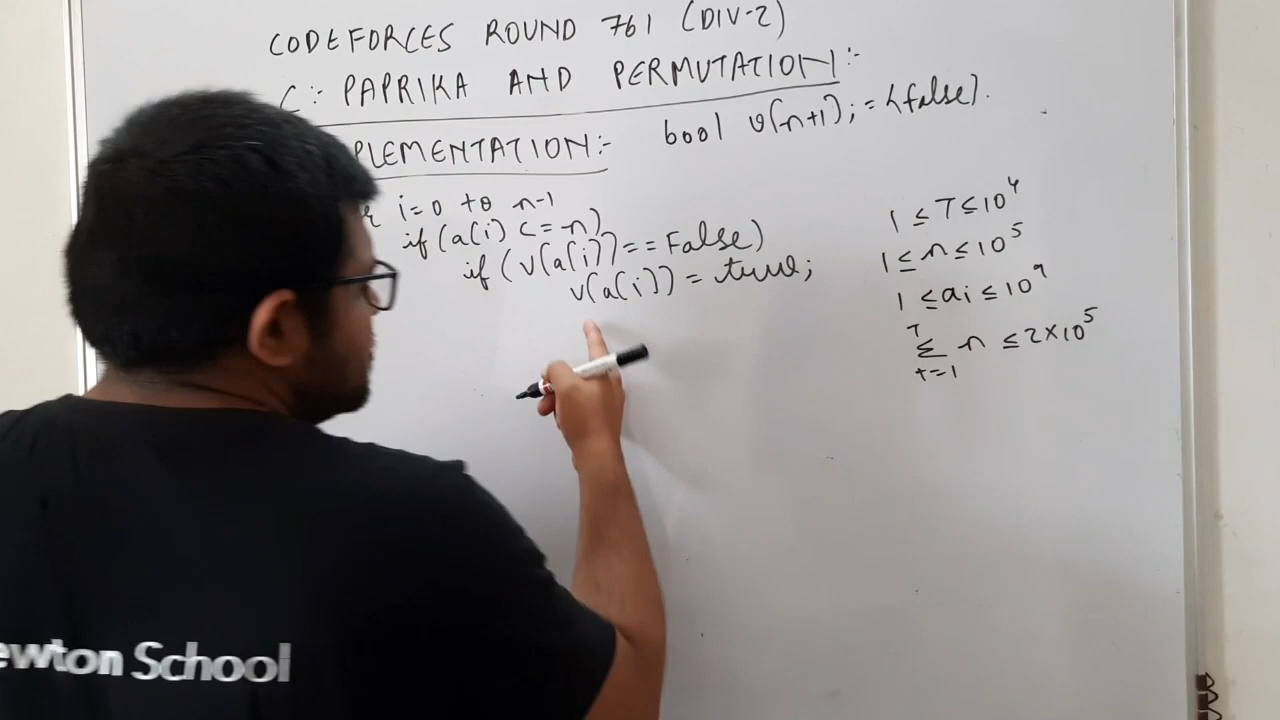 CODEFORCES ROUND 761 (DIV-2)
C:- PAPRIKA AND PERMUTATION:-
PLEMENTATION:-
bool v[n+1]; = {false}.
i=0 to n-1
if (a[i] <= n)
if (v[a[i]] == False)
v[a[i]] = true;
1 ≤ T ≤ 10^4
1 ≤ n ≤ 10^5
1 ≤ ai ≤ 10^9
T
Σ n ≤ 2×10^5
t=1
ewton School